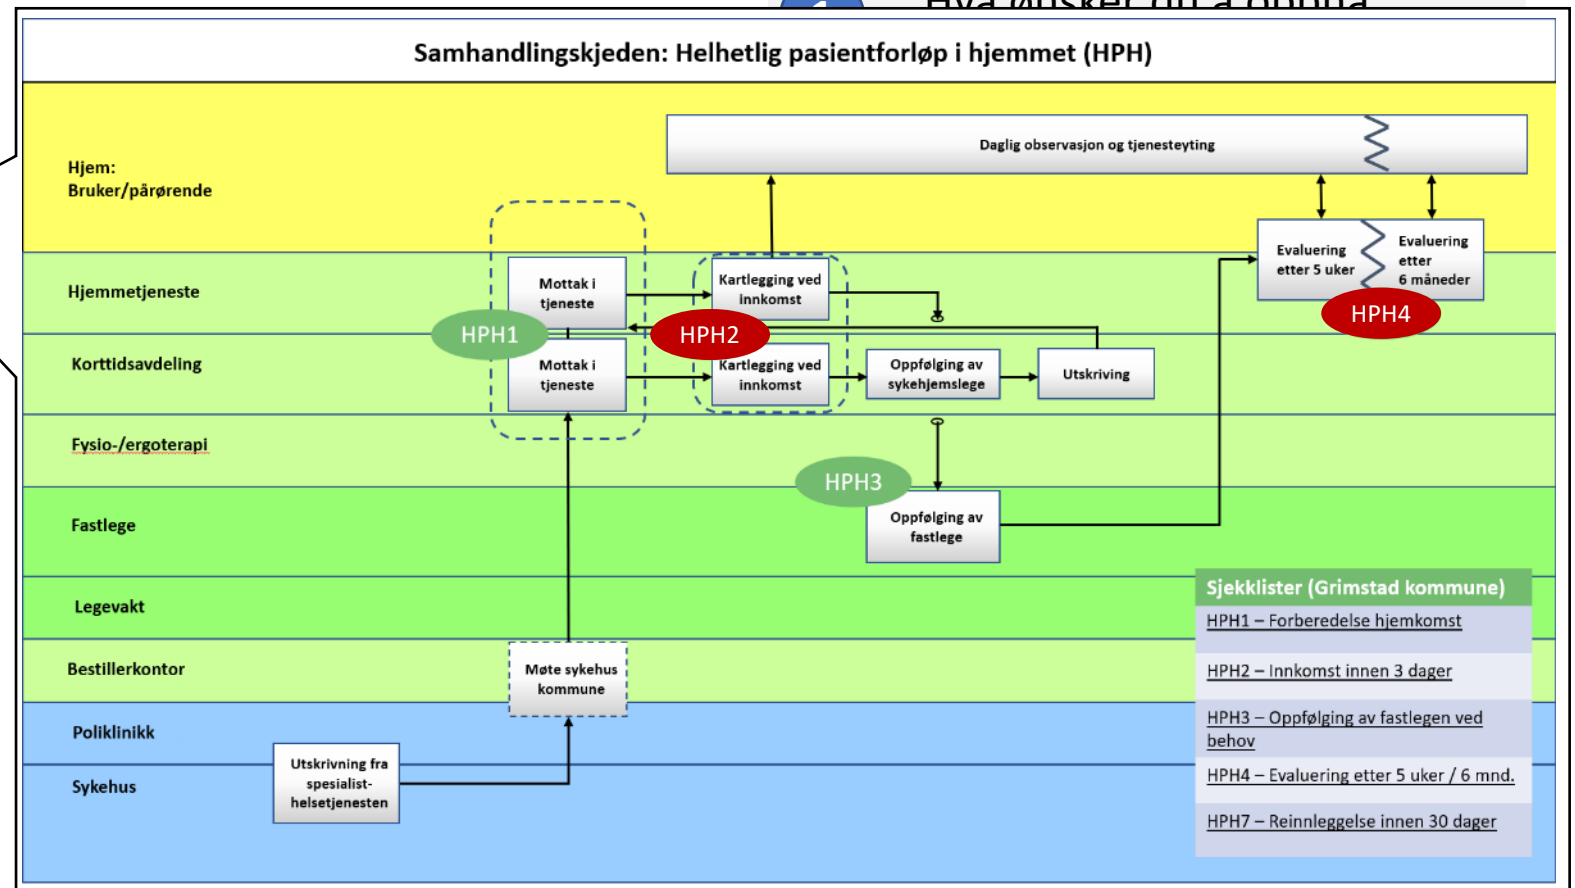 Hva ønsker du å oppnå
Samhandlingskjeden: Helhetlig pasientforløp i hjemmet (HPH)
Hjem:
Bruker/pårørende
Daglig observasjon og tjenesteyting
Evaluering
etter 5 uker
Evaluering
etter
6 måneder
HPH4
Hjemmetjeneste
Mottak i
tjeneste
Kartlegging ved
innkomst
HPH1
HPH2
Korttidsavdeling
Mottak i
tjeneste
Kartlegging ved
innkomst
Oppfølging av
sykehjemslege
Utskriving
Fysio-/ergoterapi
HPH3
Fastlege
Oppfølging av
fastlege
Legevakt
Bestillerkontor
Møte sykehus
kommune
Poliklinikk
Sykehus
Utskrivning fra
spesialist-
helsetjenesten
Sjekklister (Grimstad kommune)
HPH1 – Forberedelse hjemkomst
HPH2 – Innkomst innen 3 dager
HPH3 – Oppfølging av fastlegen ved
behov
HPH4 – Evaluering etter 5 uker / 6 mnd.
HPH7 – Reinnleggelse innen 30 dager